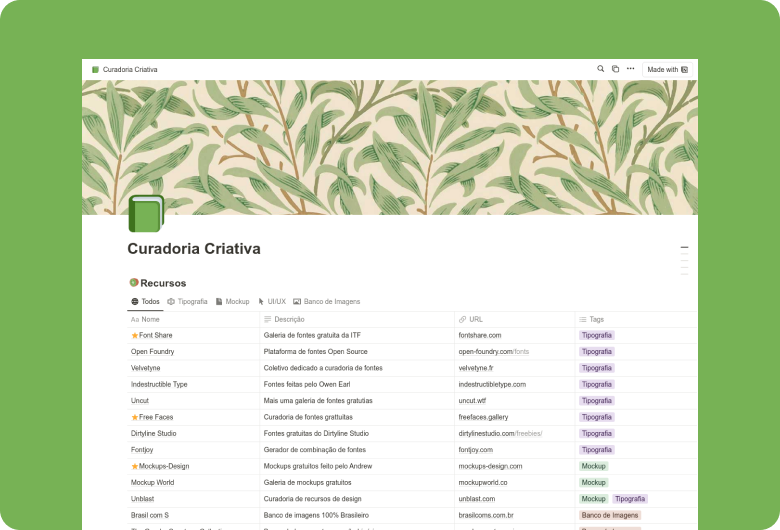 Curadoria Criativa
Made with
Curadoria Criativa
Recursos
Todos Tipografia Mockup UI/UX Banco de Imagens
Aa Nome Descrição URL Tags
Font Share Galeria de fontes gratuita da ITF fontshare.com Tipografia
Open Foundry Plataforma de fontes Open Source open-foundry.com/fonts Tipografia
Velvetyne Coletivo dedicado a curadoria de fontes velvetyne.fr Tipografia
Indestructible Type Fontes feitas pelo Owen Earl indestructibletype.com Tipografia
Uncut Mais uma galeria de fontes gratutias uncut.wtf Tipografia
Free Faces Curadoria de fontes grattuitas freefaces.gallery Tipografia
Dirtyline Studio Fontes gratuitas do Dirtyline Studio dirtylinestudio.com/freebies/ Tipografia
Fontjoy Gerador de combinação de fontes fontjoy.com Tipografia
Mockups-Design Mockups gratuitos feito pelo Andrew mockups-design.com Mockup
Mockup World Galeria de mockups gratuitos mockupworld.co Mockup
Unblast Curadoria de recursos de design unblast.com Mockup Tipografia
Brasil com S Banco de imagens 100% Brasileiro brasilcoms.com.br Banco de Imagens